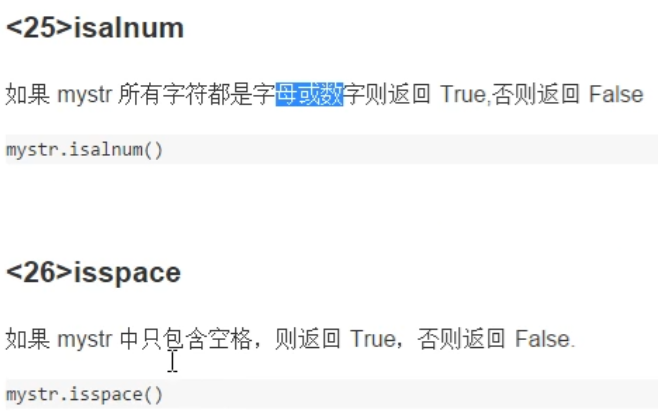 <25>isalnum
如果 mystr 所有字符都是字母或数字则返回 True,否则返回 False
mystr.isalnum()
<26>isspace
如果 mystr 中只包含空格，则返回 True，否则返回 False.
mystr.isspace()